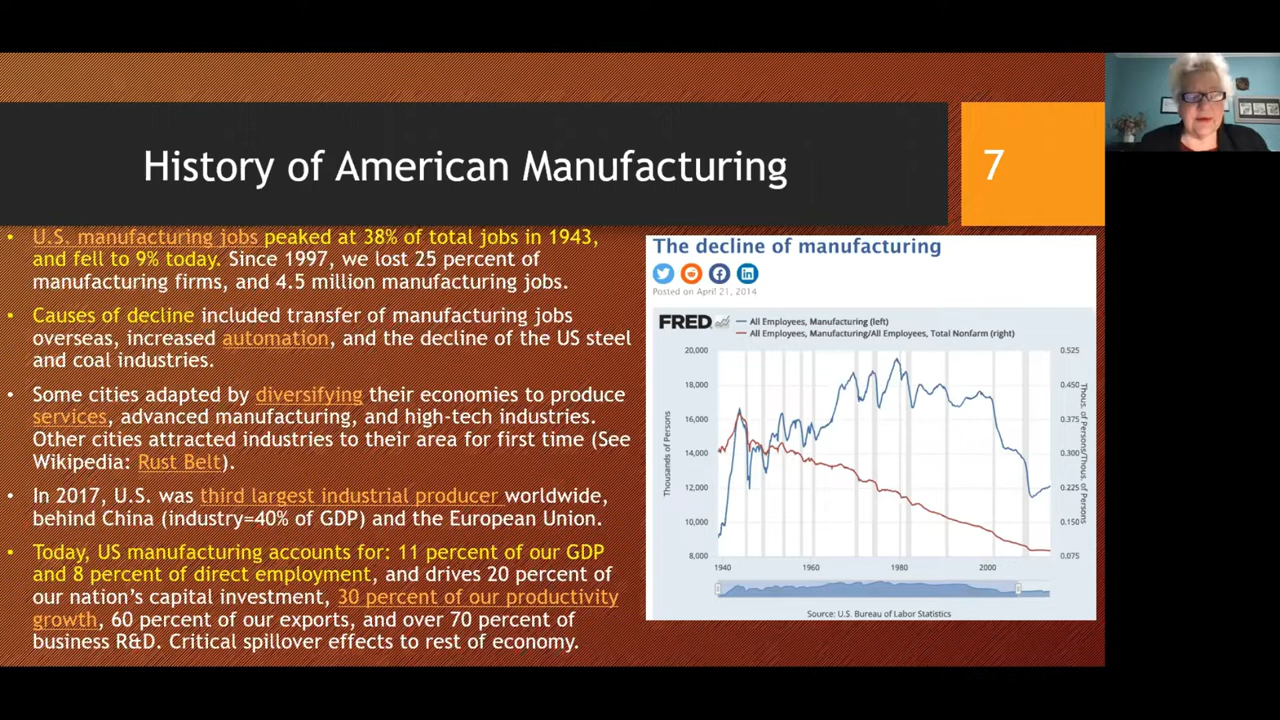 History of American Manufacturing
7
• U.S. manufacturing jobs peaked at 38% of total jobs in 1943,
and fell to 9% today. Since 1997, we lost 25 percent of
manufacturing firms, and 4.5 million manufacturing jobs.
• Causes of decline included transfer of manufacturing jobs
overseas, increased automation, and the decline of the US steel
and coal industries.
• Some cities adapted by diversifying their economies to produce
services, advanced manufacturing, and high-tech industries.
Other cities attracted industries to their area for first time (See
Wikipedia: Rust Belt).
• In 2017, U.S. was third largest industrial producer worldwide,
behind China (industry=40% of GDP) and the European Union.
• Today, US manufacturing accounts for: 11 percent of our GDP
and 8 percent of direct employment, and drives 20 percent of
our nation's capital investment, 30 percent of our productivity
growth, 60 percent of our exports, and over 70 percent of
business R&D. Critical spillover effects to rest of economy.
The decline of manufacturing
Posted on April 21, 2014
FRED
All Employees, Manufacturing (left)
All Employees, Manufacturing/All Employees, Total Nonfarm (right)
Thousands of Persons
20,000
18,000
16,000
14,000
12,000
10,000
8,000
0.525
0.450
0.375
0.300
0.225
0.150
0.075
Thous. of Persons/Thous. of Persons
1940
1960
1980
2000
Source: U.S. Bureau of Labor Statistics